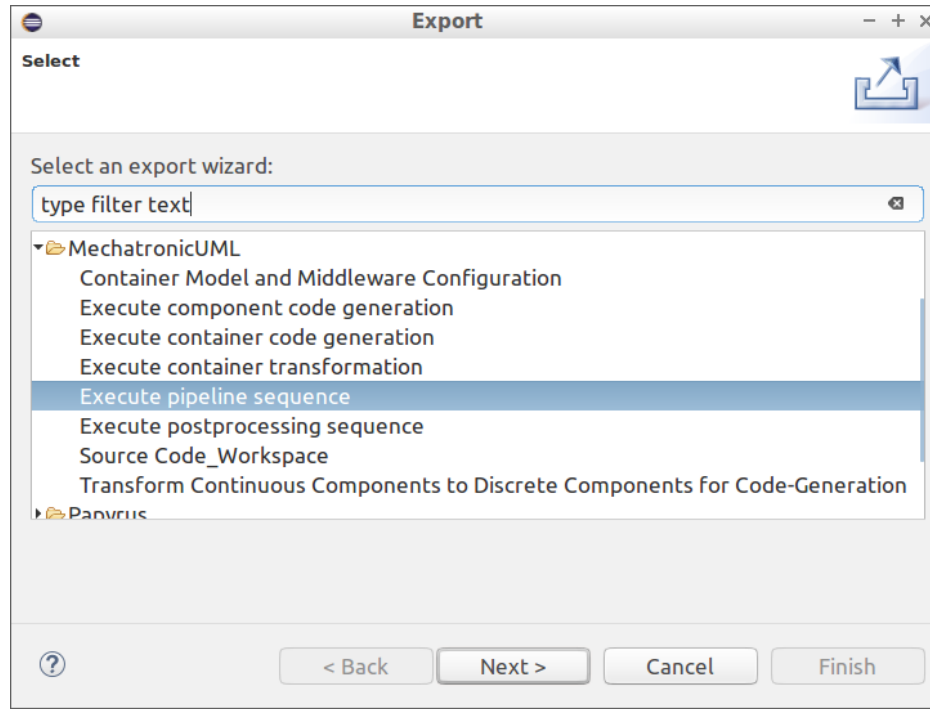 Export
Select
Select an export wizard:
type filter text
MechatronicUML
Container Model and Middleware Configuration
Execute component code generation
Execute container code generation
Execute container transformation
Execute pipeline sequence
Execute postprocessing sequence
Source Code_Workspace
Transform Continuous Components to Discrete Components for Code-Generation
Papyrus
< Back Next > Cancel Finish